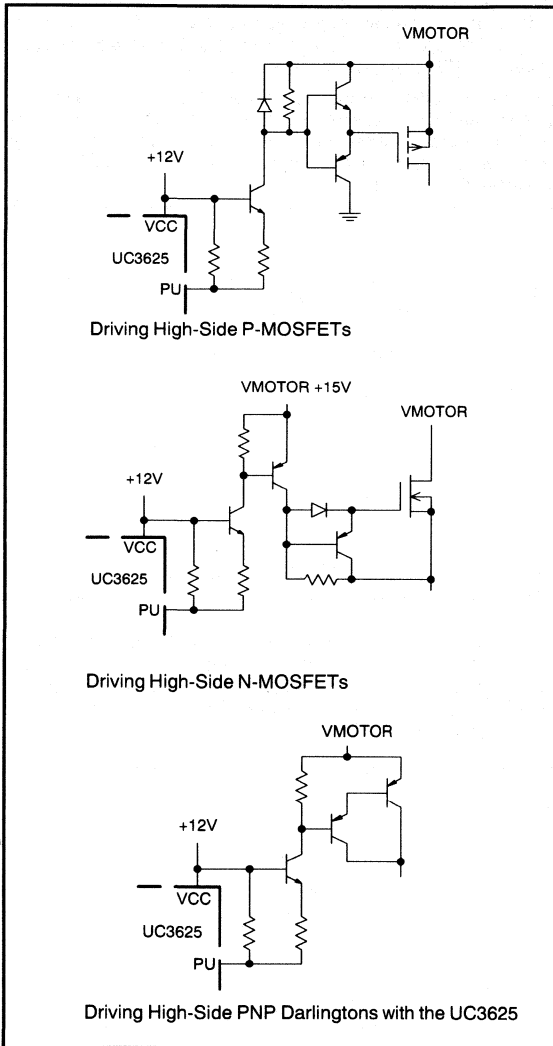 VMOTOR
+12V
VCC
UC3625
PU
Driving High-Side P-MOSFETs
VMOTOR +15V
VMOTOR
+12V
VCC
UC3625
PU
Driving High-Side N-MOSFETs
VMOTOR
+12V
VCC
UC3625
PU
Driving High-Side PNP Darlingtons with the UC3625